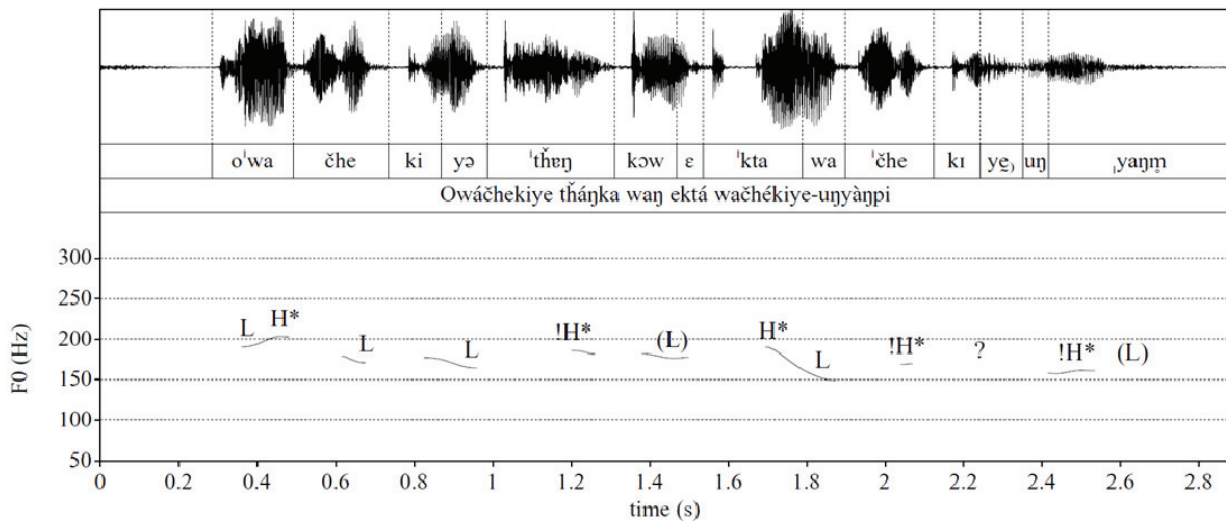 oˈwa čhe ki yə ˈtȟɐŋ kɔw ɛ ˈkta wa ˈčhe kɪ ye̱₎ uŋ ˌyaŋm̥
Owáčhekiye tȟáŋka waŋ ektá wačhékiye-uŋyàŋpi
300
250
200
150
100
50
F0 (Hz)
L H* L L !H* (L) H* L !H* ? !H* (L)
0 0.2 0.4 0.6 0.8 1 1.2 1.4 1.6 1.8 2 2.2 2.4 2.6 2.8
time (s)